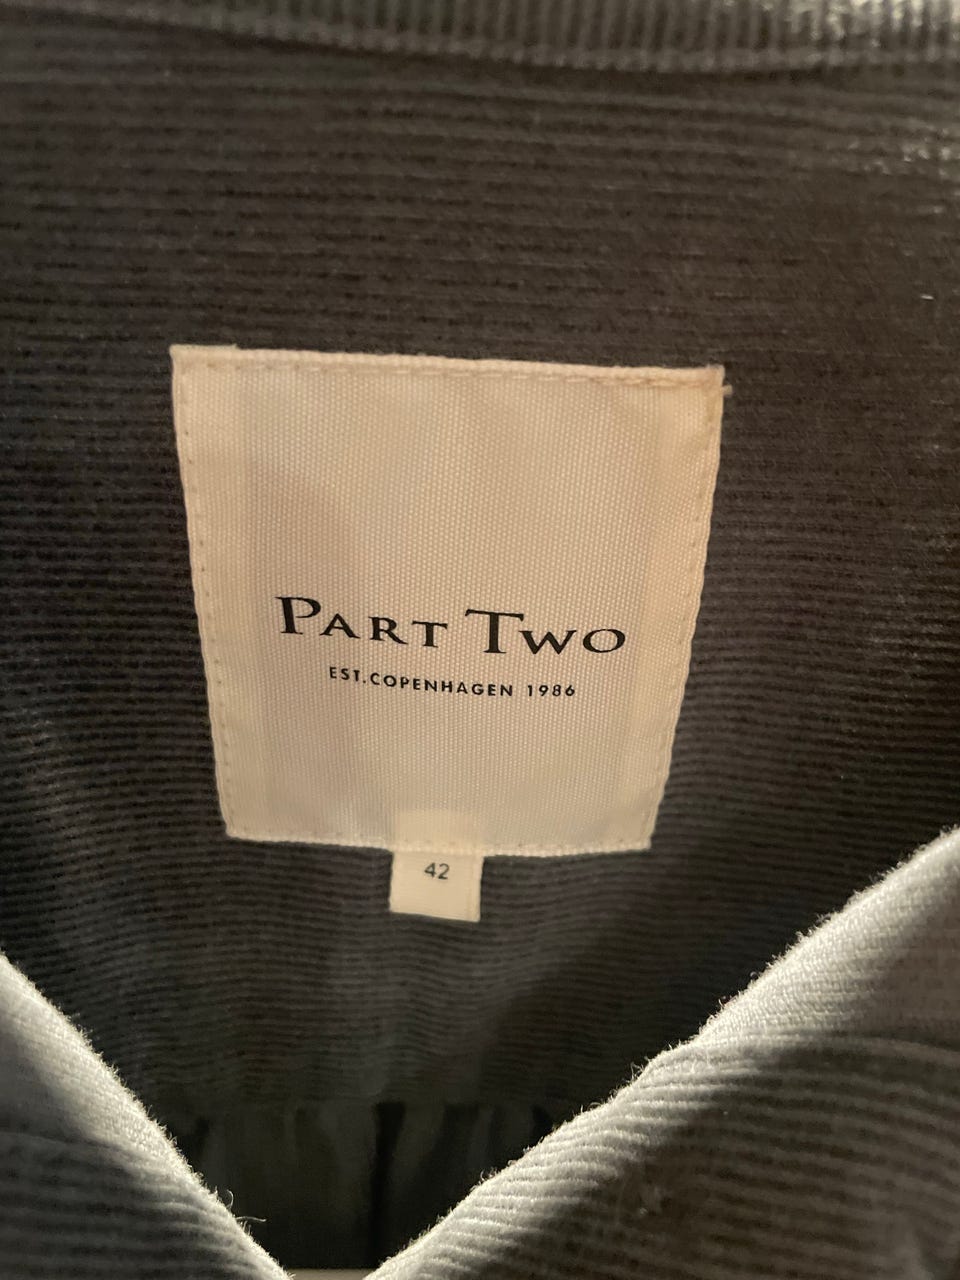 PART TWO
EST.COPENHAGEN 1986
42